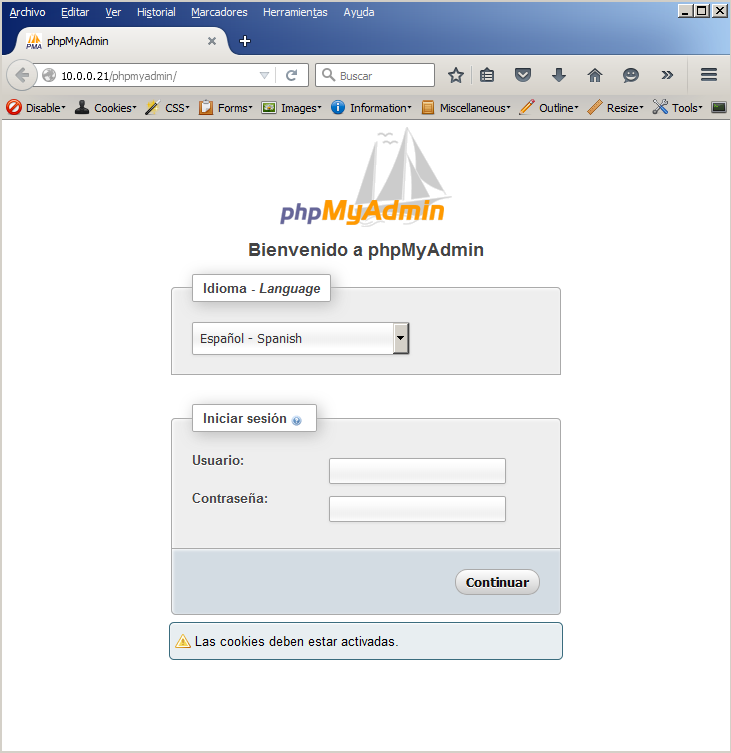 Archivo Editar Ver Historial Marcadores Herramientas Ayuda
PMA phpMyAdmin
10.0.0.21/phpmyadmin/ Buscar
Disable Cookies CSS Forms Images Information Miscellaneous Outline Resize Tools
phpMyAdmin
Bienvenido a phpMyAdmin
Idioma - Language
Español - Spanish
Iniciar sesión
Usuario:
Contraseña:
Continuar
Las cookies deben estar activadas.